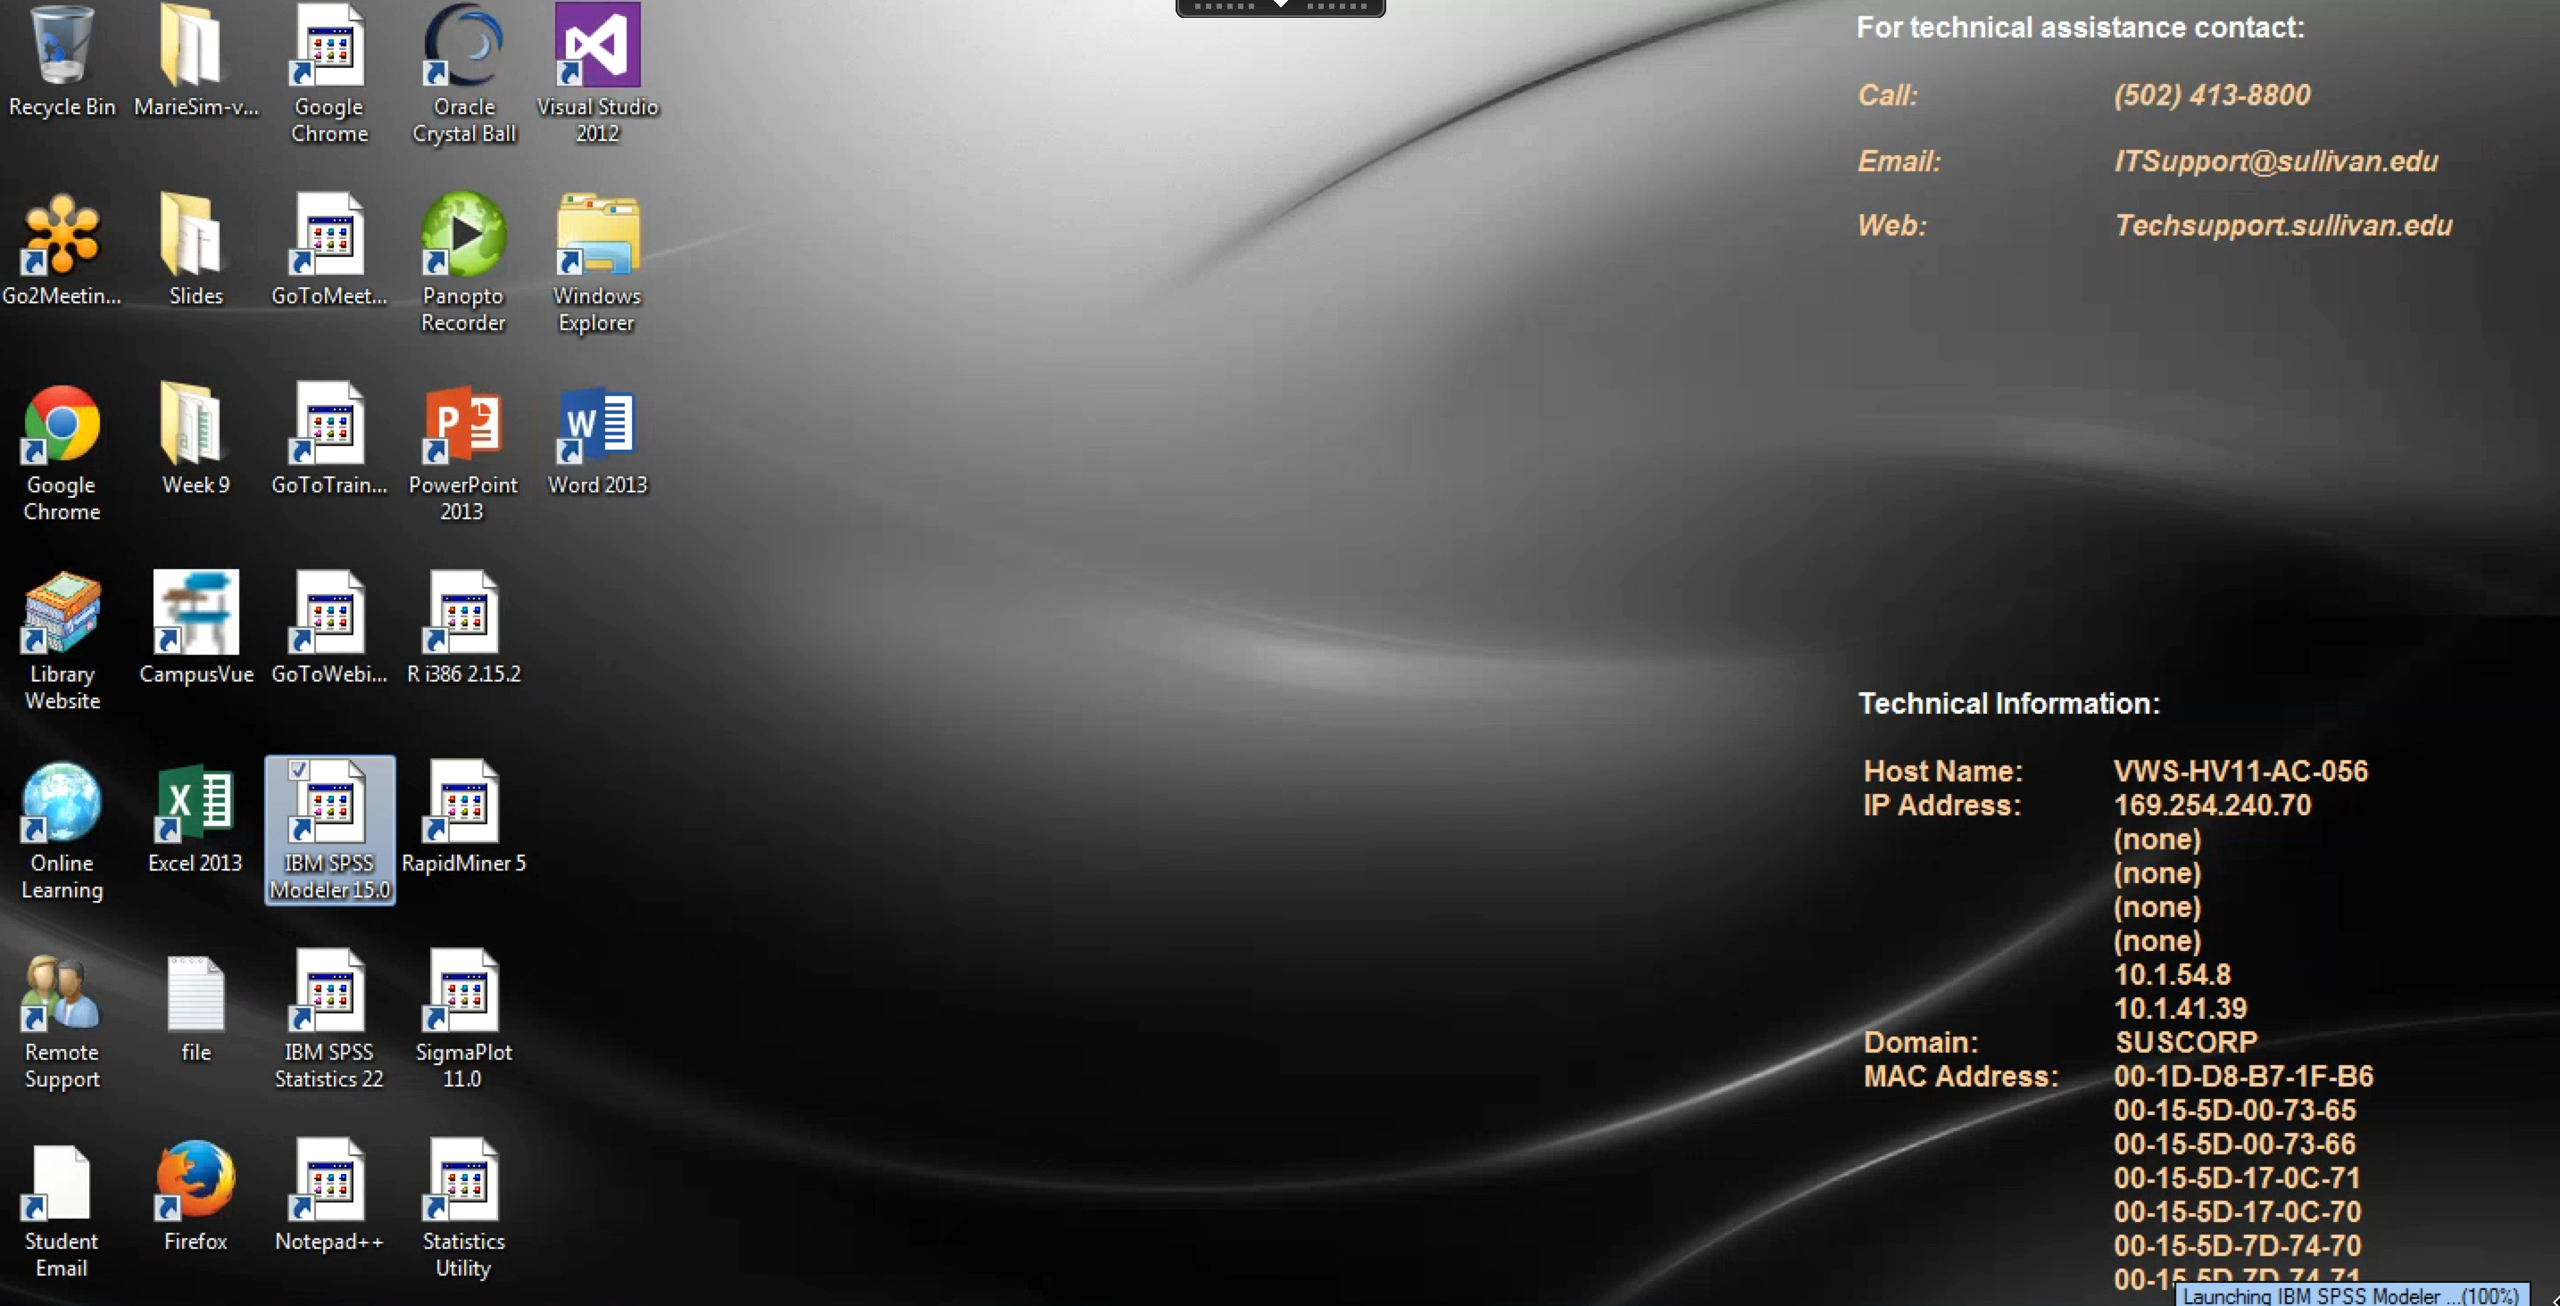 Recycle Bin
MarieSim-v...
Google
Chrome
Oracle
Crystal Ball
Visual Studio
2012
Go2Meetin...
Slides
GoToMeet...
Panopto
Recorder
Windows
Explorer
Google
Chrome
Week 9
GoToTrain...
PowerPoint
2013
Word 2013
Library
Website
CampusVue
GoToWebi...
R i386 2.15.2
Online
Learning
Excel 2013
IBM SPSS
Modeler 15.0
RapidMiner 5
Remote
Support
file
IBM SPSS
Statistics 22
SigmaPlot
11.0
Student
Email
Firefox
Notepad++
Statistics
Utility
For technical assistance contact:
Call: (502) 413-8800
Email: ITSupport@sullivan.edu
Web: Techsupport.sullivan.edu
Technical Information:
Host Name: VWS-HV11-AC-056
IP Address: 169.254.240.70
(none)
(none)
(none)
(none)
10.1.54.8
10.1.41.39
Domain: SUSCORP
MAC Address: 00-1D-D8-B7-1F-B6
00-15-5D-00-73-65
00-15-5D-00-73-66
00-15-5D-17-0C-71
00-15-5D-17-0C-70
00-15-5D-7D-74-70
00-15-5D-7D-74-71
Launching IBM SPSS Modeler ...(100%)